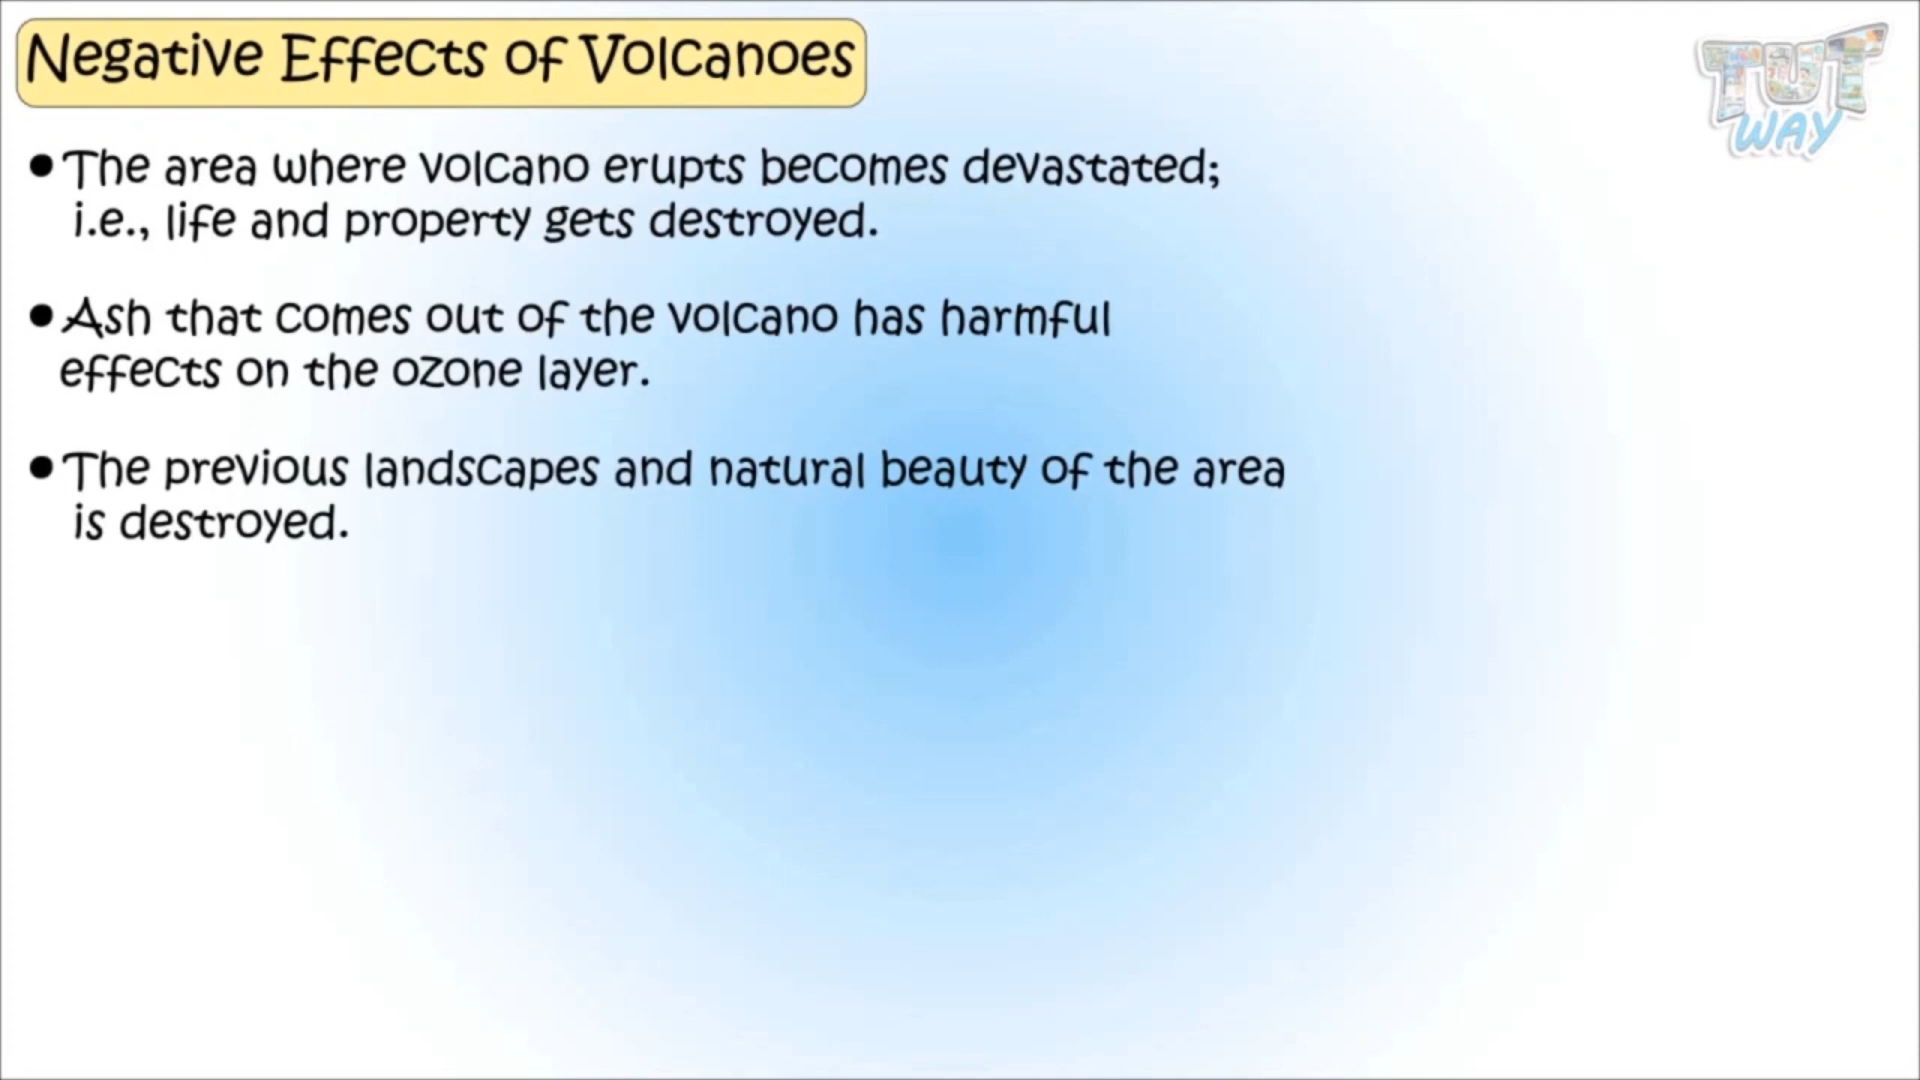 Negative Effects of Volcanoes
TUT
WAY
•The area where volcano erupts becomes devastated;
i.e., life and property gets destroyed.
•Ash that comes out of the volcano has harmful
effects on the ozone layer.
•The previous landscapes and natural beauty of the area
is destroyed.